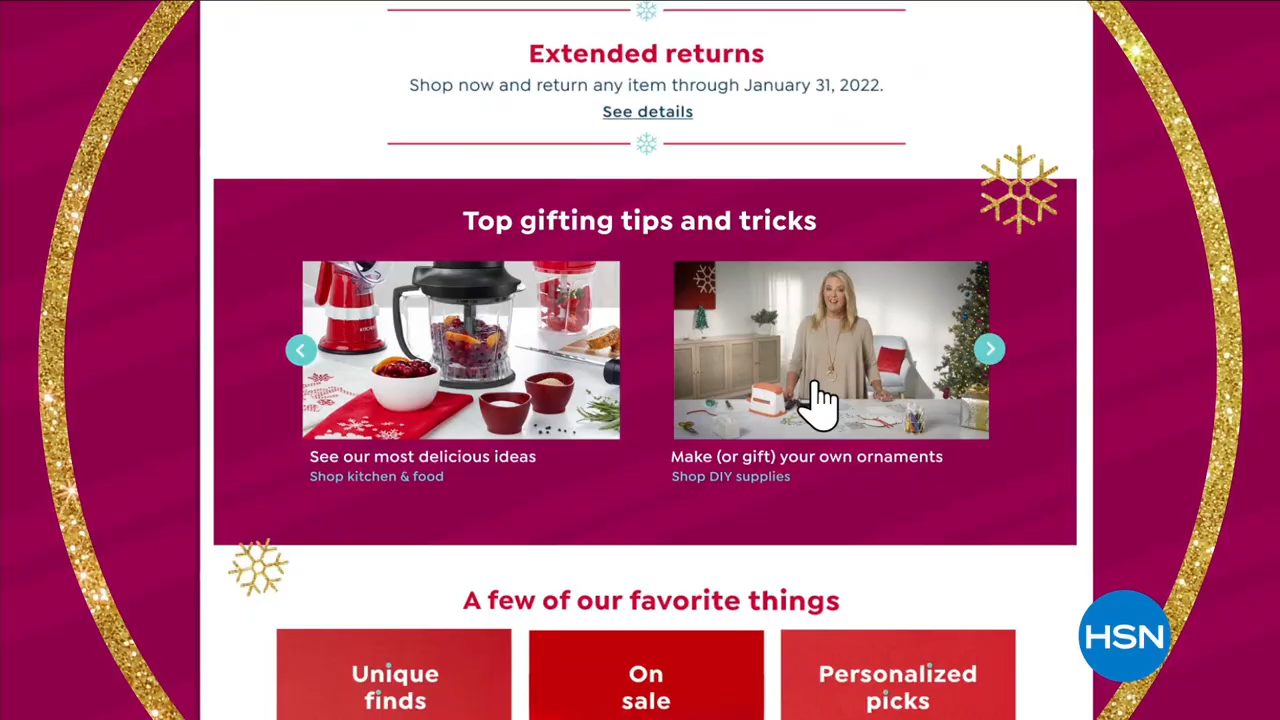 Extended returns
Shop now and return any item through January 31, 2022.
See details
Top gifting tips and tricks
See our most delicious ideas
Shop kitchen & food
Make (or gift) your own ornaments
Shop DIY supplies
A few of our favorite things
Unique
finds
On
sale
Personalized
picks
HSN